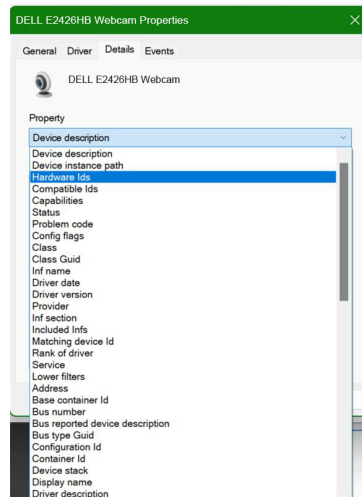 DELL E2426HB Webcam Properties
General Driver Details Events
DELL E2426HB Webcam
Property
Device description
Device description
Device instance path
Hardware Ids
Compatible Ids
Capabilities
Status
Problem code
Config flags
Class
Class Guid
Inf name
Driver date
Driver version
Provider
Inf section
Included Infs
Matching device Id
Rank of driver
Service
Lower filters
Address
Base container Id
Bus number
Bus reported device description
Bus type Guid
Configuration Id
Container Id
Device stack
Display name
Driver description